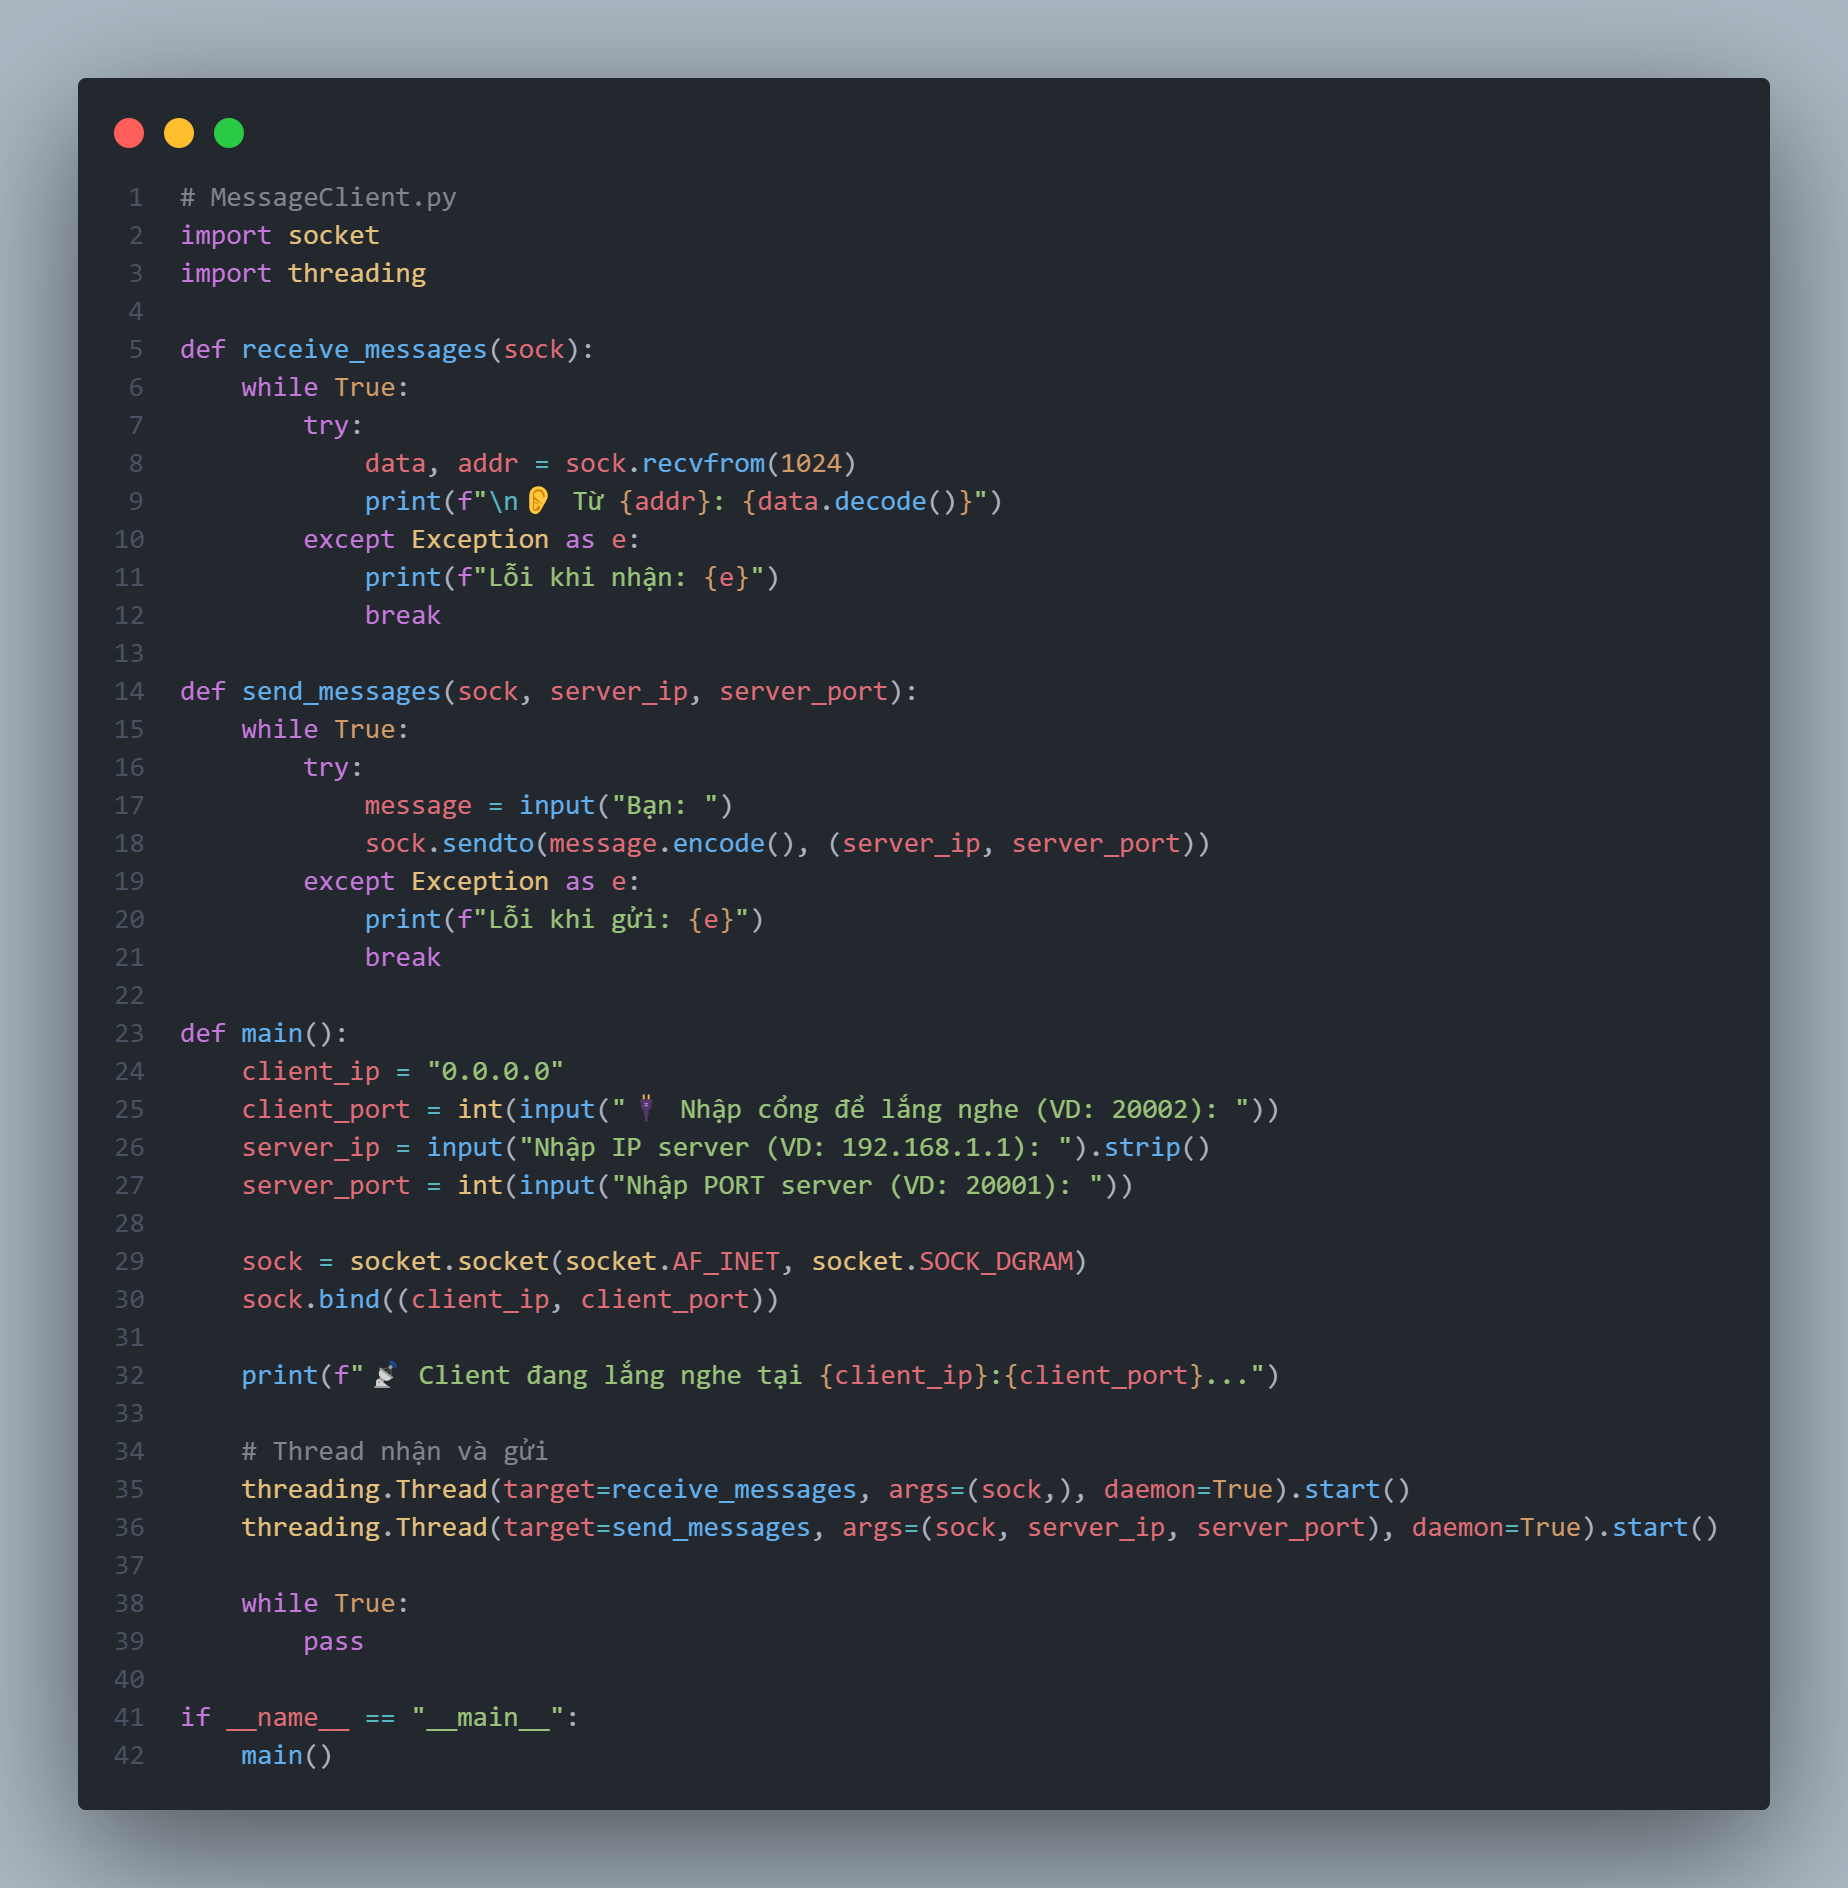 1 # MessageClient.py
2 import socket
3 import threading
4
5 def receive_messages(sock):
6     while True:
7         try:
8             data, addr = sock.recvfrom(1024)
9             print(f"\n👂 Từ {addr}: {data.decode()}")
10         except Exception as e:
11             print(f"Lỗi khi nhận: {e}")
12             break
13
14 def send_messages(sock, server_ip, server_port):
15     while True:
16         try:
17             message = input("Bạn: ")
18             sock.sendto(message.encode(), (server_ip, server_port))
19         except Exception as e:
20             print(f"Lỗi khi gửi: {e}")
21             break
22
23 def main():
24     client_ip = "0.0.0.0"
25     client_port = int(input("🔌 Nhập cổng để lắng nghe (VD: 20002): "))
26     server_ip = input("Nhập IP server (VD: 192.168.1.1): ").strip()
27     server_port = int(input("Nhập PORT server (VD: 20001): "))
28
29     sock = socket.socket(socket.AF_INET, socket.SOCK_DGRAM)
30     sock.bind((client_ip, client_port))
31
32     print(f"📡 Client đang lắng nghe tại {client_ip}:{client_port}...")
33
34     # Thread nhận và gửi
35     threading.Thread(target=receive_messages, args=(sock,), daemon=True).start()
36     threading.Thread(target=send_messages, args=(sock, server_ip, server_port), daemon=True).start()
37
38     while True:
39         pass
40
41 if __name__ == "__main__":
42     main()